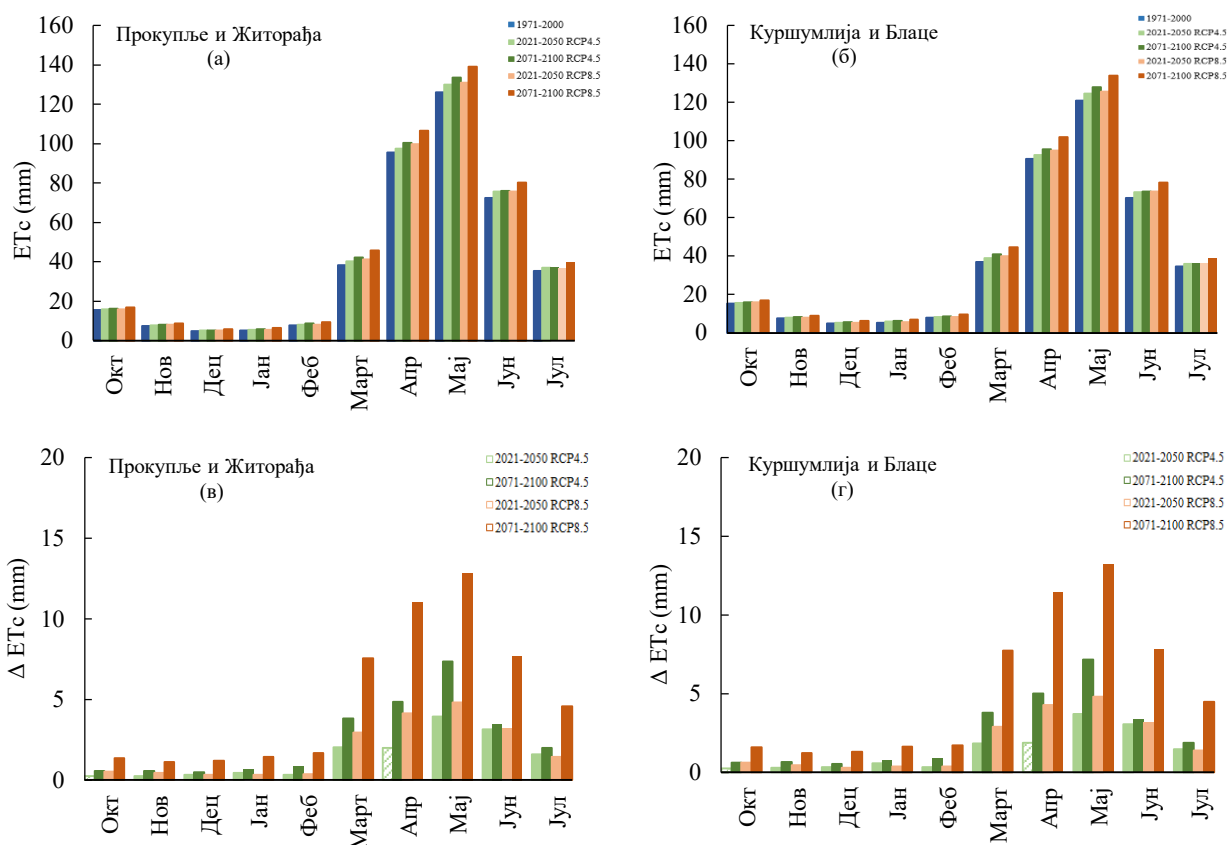 160
140
120
100
80
60
40
20
0
ETc (mm)
Прокупље и Житорађа
(а)
1971-2000
2021-2050 RCP4.5
2071-2100 RCP4.5
2021-2050 RCP8.5
2071-2100 RCP8.5
Окт
Нов
Дец
Јан
Феб
Март
Апр
Мај
Јун
Јул
160
140
120
100
80
60
40
20
0
ETc (mm)
Куршумлија и Блаце
(б)
1971-2000
2021-2050 RCP4.5
2071-2100 RCP4.5
2021-2050 RCP8.5
2071-2100 RCP8.5
Окт
Нов
Дец
Јан
Феб
Март
Апр
Мај
Јун
Јул
20
15
10
5
0
Δ ETc (mm)
Прокупље и Житорађа
(в)
2021-2050 RCP4.5
2071-2100 RCP4.5
2021-2050 RCP8.5
2071-2100 RCP8.5
Окт
Нов
Дец
Јан
Феб
Март
Апр
Мај
Јун
Јул
20
15
10
5
0
Δ ETc (mm)
Куршумлија и Блаце
(г)
2021-2050 RCP4.5
2071-2100 RCP4.5
2021-2050 RCP8.5
2071-2100 RCP8.5
Окт
Нов
Дец
Јан
Феб
Март
Апр
Мај
Јун
Јул